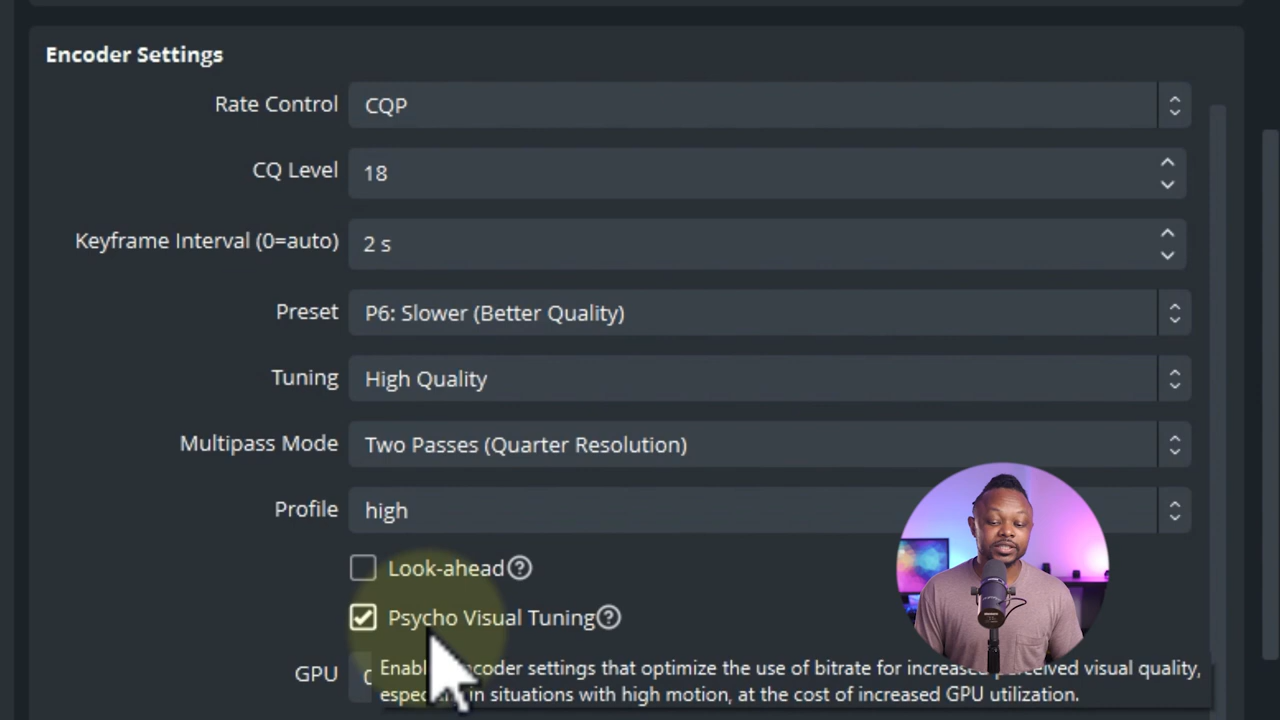 Encoder Settings
Rate Control CQP
CQ Level 18
Keyframe Interval (0=auto) 2 s
Preset P6: Slower (Better Quality)
Tuning High Quality
Multipass Mode Two Passes (Quarter Resolution)
Profile high
Look-ahead
Psycho Visual Tuning
GPU
encoder settings that optimize the use of bitrate for increased perceived visual quality,
in situations with high motion, at the cost of increased GPU utilization.